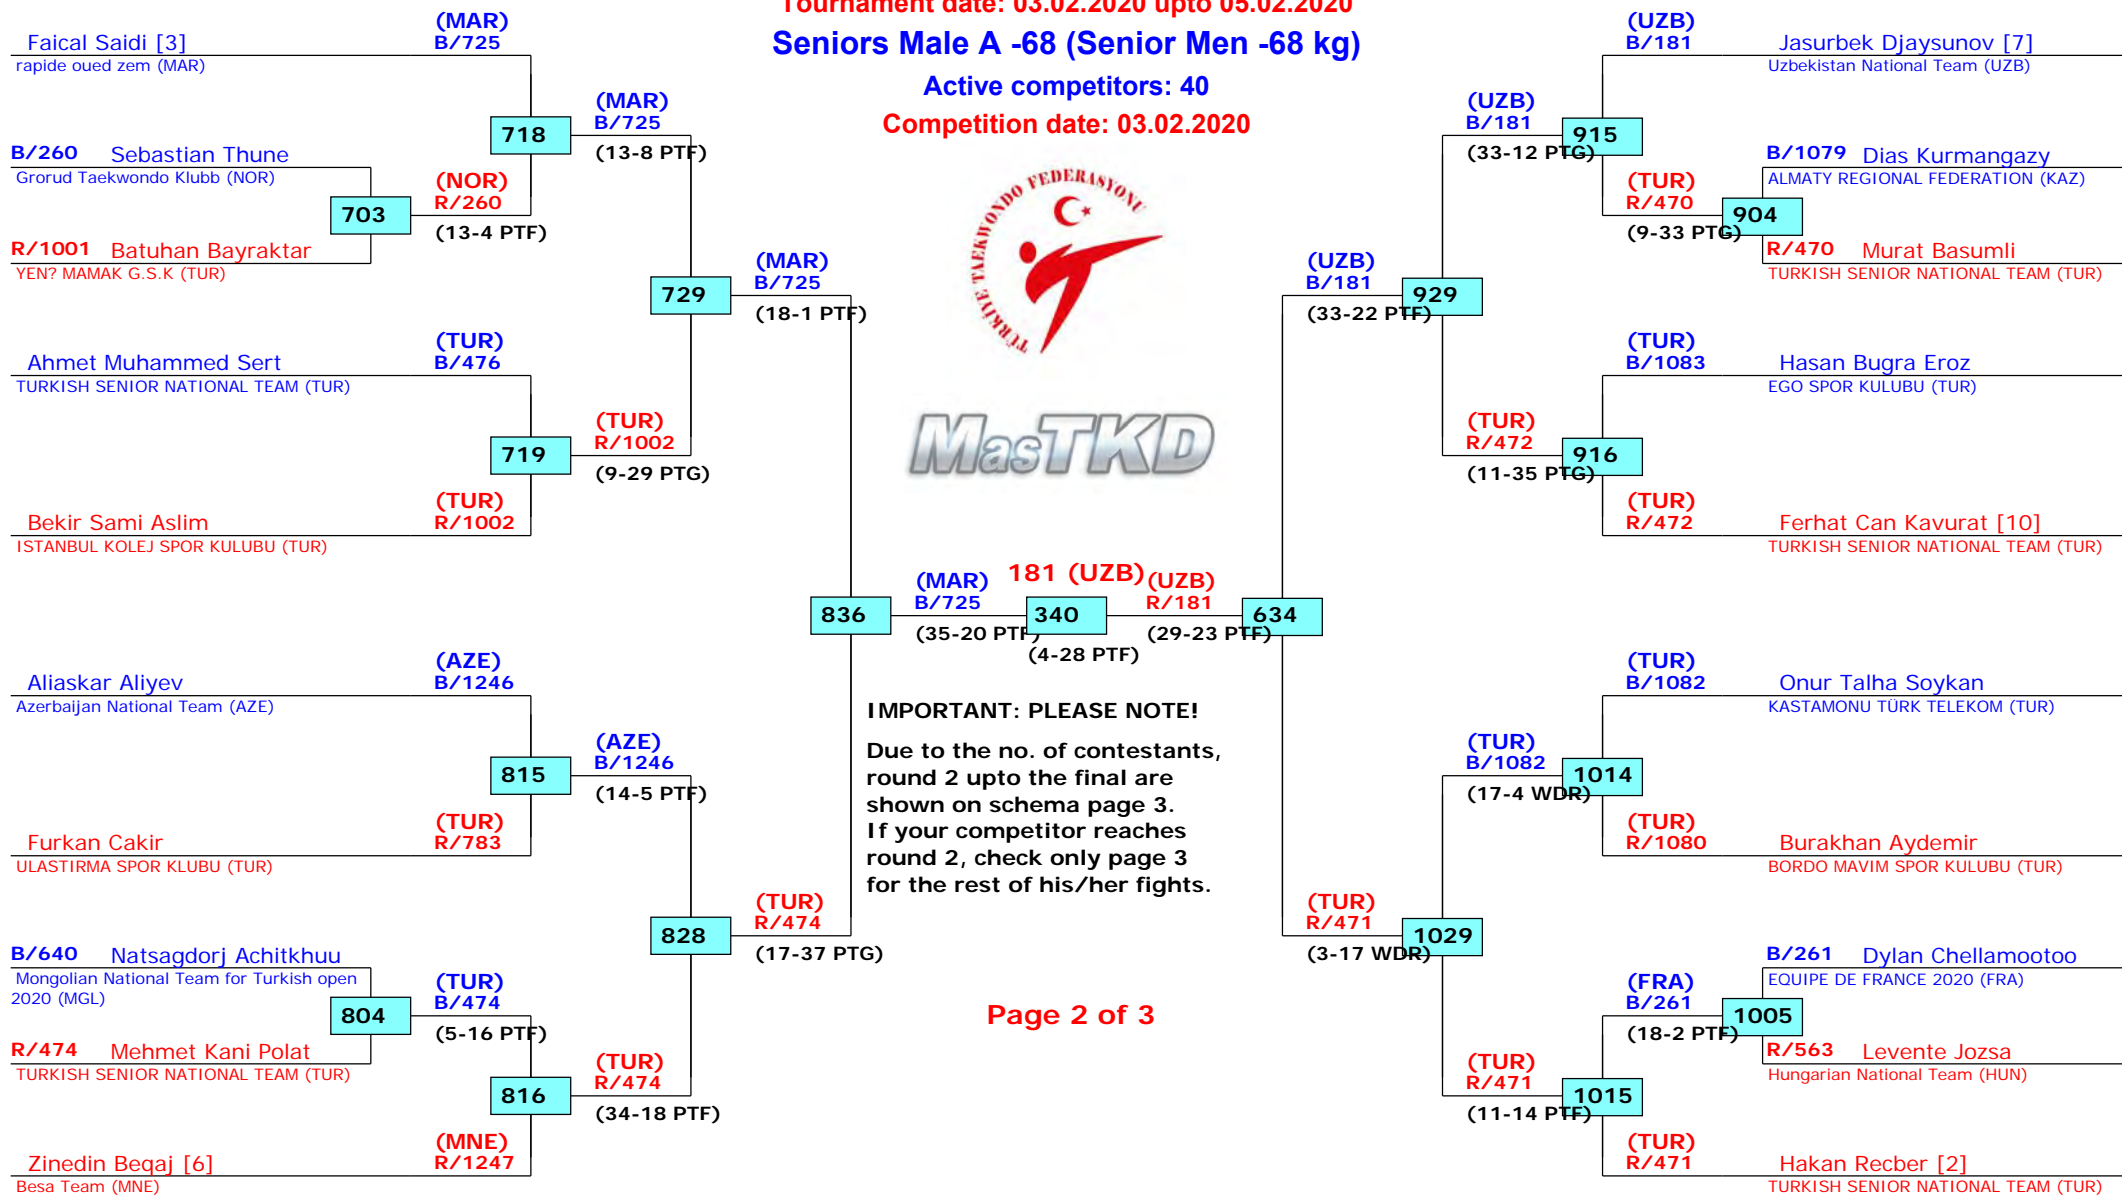 Tournament date: 03.02.2020 upto 05.02.2020
Seniors Male A -68 (Senior Men -68 kg)
Active competitors: 40
Competition date: 03.02.2020
Faical Saidi [3]
rapide oued zem (MAR)
(MAR)
B/725
718
(MAR)
B/725
(13-8 PTF)
B/260 Sebastian Thune
Grorud Taekwondo Klubb (NOR)
703
(NOR)
R/260
(13-4 PTF)
R/1001 Batuhan Bayraktar
YEN? MAMAK G.S.K (TUR)
729
(MAR)
B/725
(18-1 PTF)
Ahmet Muhammed Sert
TURKISH SENIOR NATIONAL TEAM (TUR)
(TUR)
B/476
719
(TUR)
R/1002
(9-29 PTG)
Bekir Sami Aslim
ISTANBUL KOLEJ SPOR KULUBU (TUR)
(TUR)
R/1002
836
(MAR)
B/725
(35-20 PTF)
Aliaskar Aliyev
Azerbaijan National Team (AZE)
(AZE)
B/1246
815
(AZE)
B/1246
(14-5 PTF)
Furkan Cakir
ULASTIRMA SPOR KLUBU (TUR)
(TUR)
R/783
828
(TUR)
R/474
(17-37 PTG)
B/640 Natsagdorj Achitkhuu
Mongolian National Team for Turkish open
2020 (MGL)
804
(TUR)
B/474
(5-16 PTF)
R/474 Mehmet Kani Polat
TURKISH SENIOR NATIONAL TEAM (TUR)
816
(TUR)
R/474
(34-18 PTF)
Zinedin Beqaj [6]
Besa Team (MNE)
(MNE)
R/1247
TÜRKİYE TAEKWONDO FEDERASYONU
MasTKD
181 (UZB)
340
(4-28 PTF)
(UZB)
R/181
(29-23 PTF)
634
IMPORTANT: PLEASE NOTE!
Due to the no. of contestants,
round 2 upto the final are
shown on schema page 3.
If your competitor reaches
round 2, check only page 3
for the rest of his/her fights.
Page 2 of 3
(UZB)
B/181
Jasurbek Djaysunov [7]
Uzbekistan National Team (UZB)
(UZB)
B/181
(33-12 PTG)
915
B/1079 Dias Kurmangazy
ALMATY REGIONAL FEDERATION (KAZ)
(TUR)
R/470
(9-33 PTG)
904
R/470 Murat Basumli
TURKISH SENIOR NATIONAL TEAM (TUR)
(UZB)
B/181
(33-22 PTF)
929
(TUR)
B/1083
Hasan Bugra Eroz
EGO SPOR KULUBU (TUR)
(TUR)
R/472
(11-35 PTG)
916
(TUR)
R/472
Ferhat Can Kavurat [10]
TURKISH SENIOR NATIONAL TEAM (TUR)
(TUR)
B/1082
Onur Talha Soykan
KASTAMONU TÜRK TELEKOM (TUR)
(TUR)
B/1082
(17-4 WDR)
1014
(TUR)
R/1080
Burakhan Aydemir
BORDO MAVIM SPOR KULUBU (TUR)
(TUR)
R/471
(3-17 WDR)
1029
B/261 Dylan Chellamootoo
EQUIPE DE FRANCE 2020 (FRA)
(FRA)
B/261
(18-2 PTF)
1005
R/563 Levente Jozsa
Hungarian National Team (HUN)
(TUR)
R/471
(11-14 PTF)
1015
(TUR)
R/471
Hakan Recber [2]
TURKISH SENIOR NATIONAL TEAM (TUR)